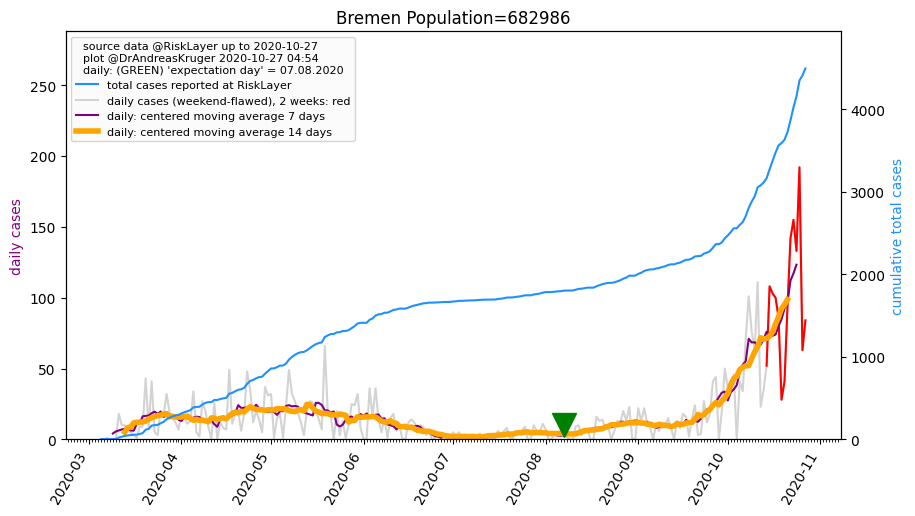 Bremen Population=682986
source data @RiskLayer up to 2020-10-27
plot @DrAndreasKruger 2020-10-27 04:54
daily: (GREEN) 'expectation day' = 07.08.2020
total cases reported at RiskLayer
daily cases (weekend-flawed), 2 weeks: red
daily: centered moving average 7 days
daily: centered moving average 14 days
daily cases
250
200
150
100
50
0
cumulative total cases
4000
3000
2000
1000
0
2020-03
2020-04
2020-05
2020-06
2020-07
2020-08
2020-09
2020-10
2020-11